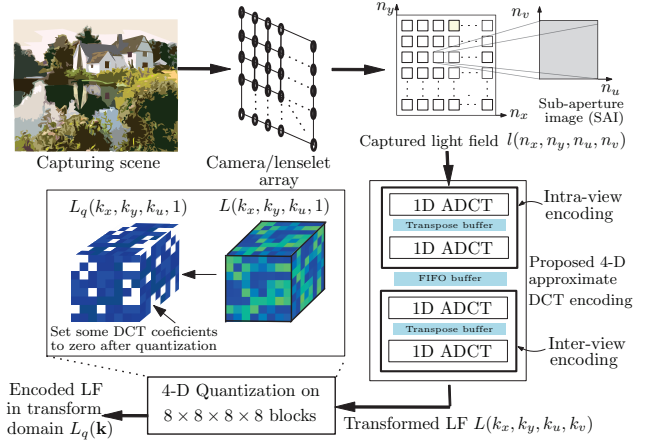 n_y
n_v
n_u
n_x
Sub-aperture
image (SAI)
Capturing scene
Camera/lenselet
array
Captured light field l(n_x, n_y, n_u, n_v)
L_q(k_x, k_y, k_u, 1)
L(k_x, k_y, k_u, 1)
Set some DCT coeficients
to zero after quantization
1D ADCT
Transpose buffer
1D ADCT
Intra-view
encoding
FIFO buffer
Proposed 4-D
approximate
DCT encoding
1D ADCT
Transpose buffer
1D ADCT
Inter-view
encoding
Encoded LF
in transform
domain L_q(k)
4-D Quantization on
8 × 8 × 8 × 8 blocks
Transformed LF L(k_x, k_y, k_u, k_v)